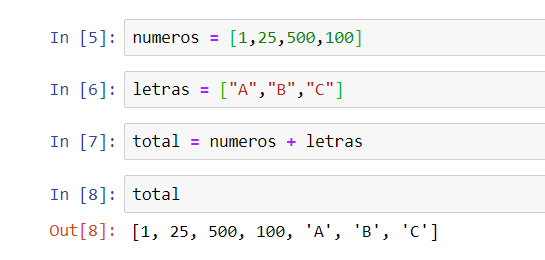 In [5]: numeros = [1,25,500,100]
In [6]: letras = ["A","B","C"]
In [7]: total = numeros + letras
In [8]: total
Out[8]: [1, 25, 500, 100, 'A', 'B', 'C']